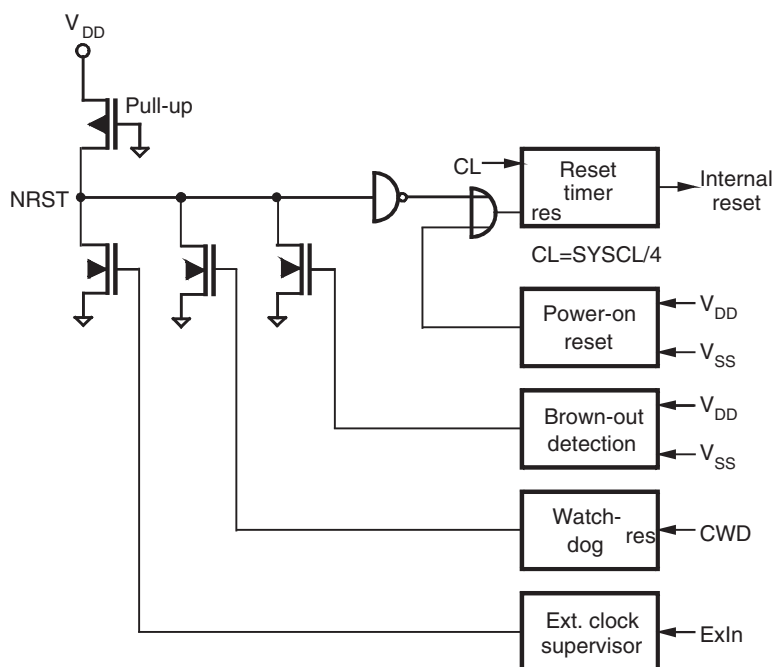 V_DD
Pull-up
NRST
CL
Reset
timer
res
Internal
reset
CL=SYSCL/4
Power-on
reset
V_DD
V_SS
Brown-out
detection
V_DD
V_SS
Watch-
dog
res
CWD
Ext. clock
supervisor
ExIn